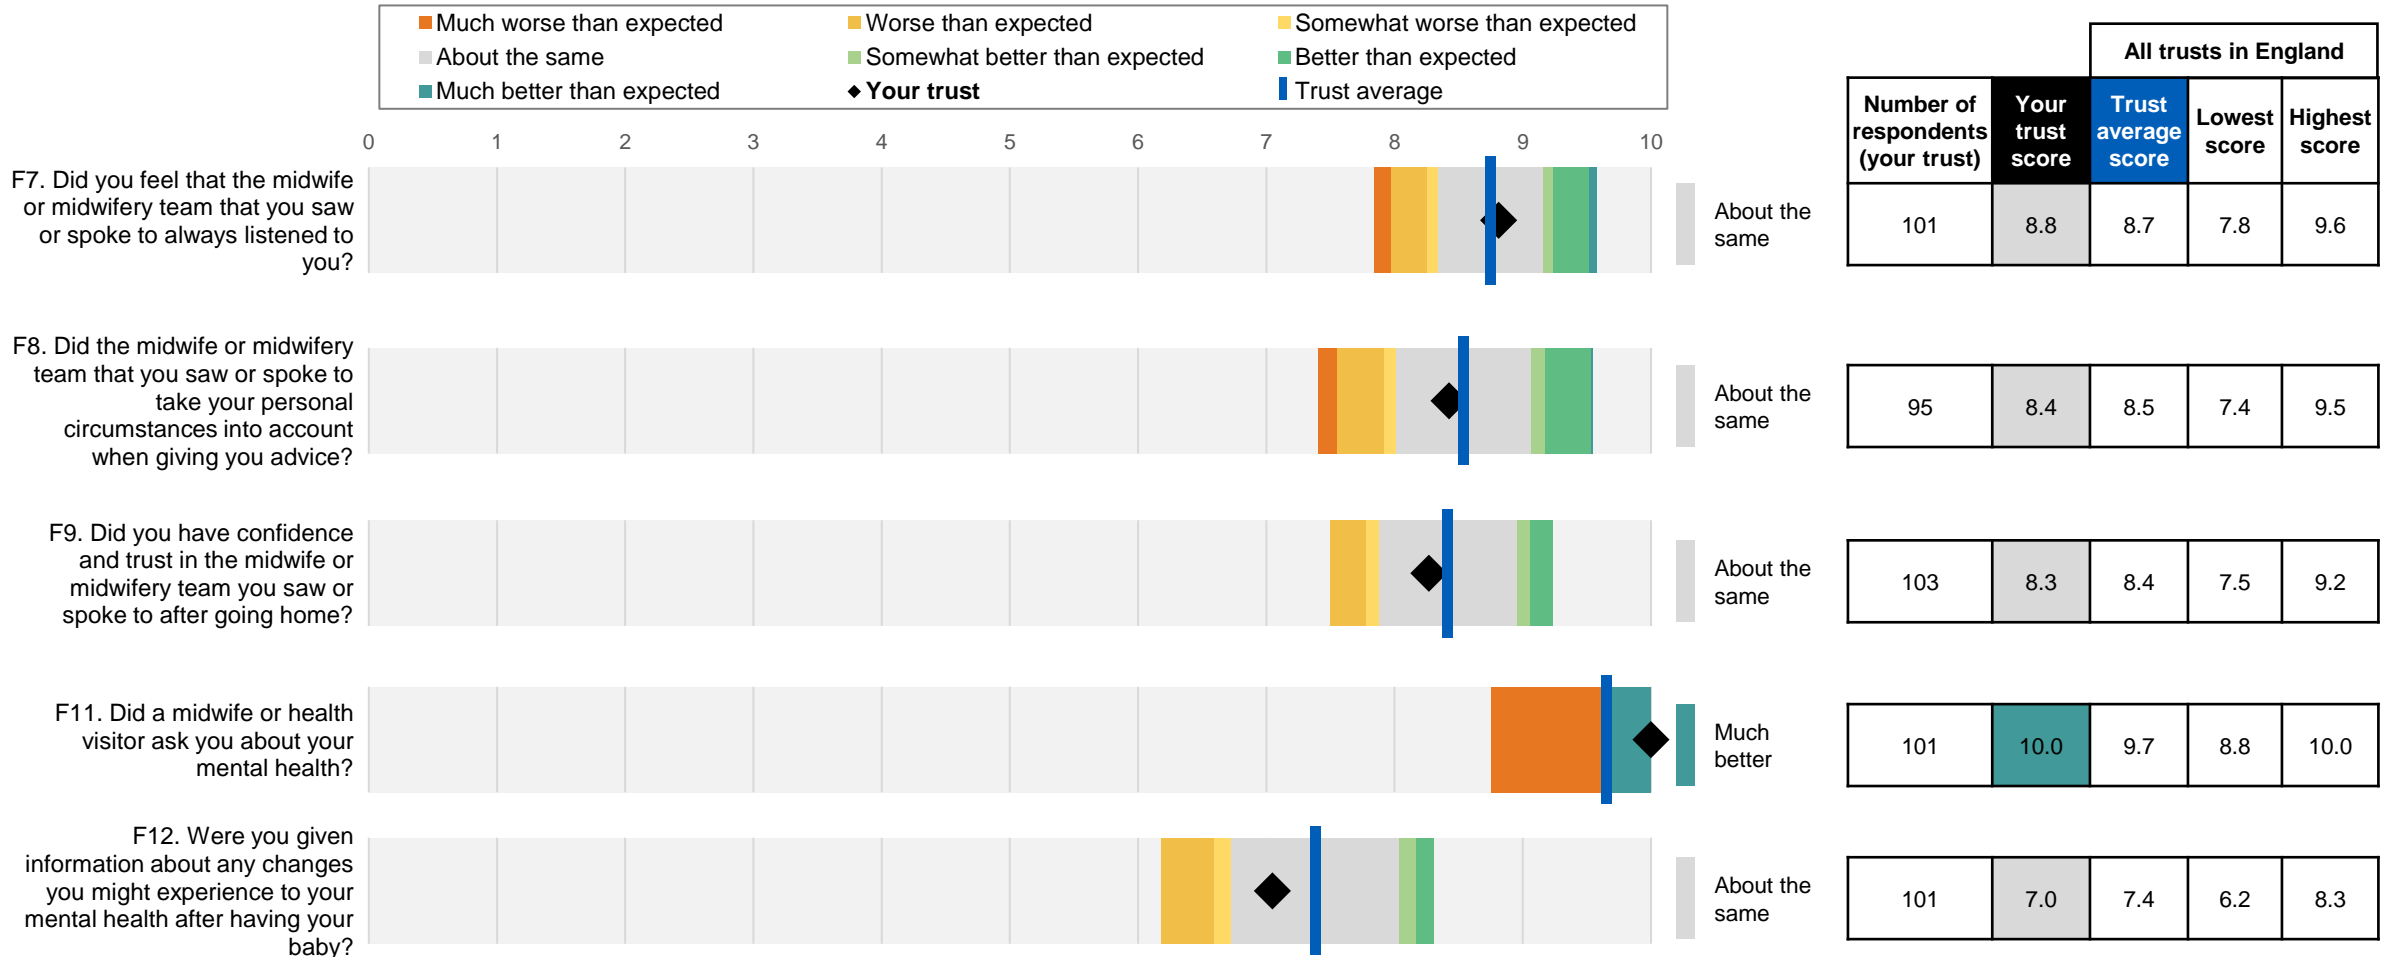 Much worse than expected
Worse than expected
Somewhat worse than expected
About the same
Somewhat better than expected
Better than expected
Much better than expected
Your trust
Trust average
All trusts in England
Number of respondents (your trust)
Your trust score
Trust average score
Lowest score
Highest score
0 1 2 3 4 5 6 7 8 9 10
F7. Did you feel that the midwife
or midwifery team that you saw
or spoke to always listened to
you?
About the
same
101 8.8 8.7 7.8 9.6
F8. Did the midwife or midwifery
team that you saw or spoke to
take your personal
circumstances into account
when giving you advice?
About the
same
95 8.4 8.5 7.4 9.5
F9. Did you have confidence
and trust in the midwife or
midwifery team you saw or
spoke to after going home?
About the
same
103 8.3 8.4 7.5 9.2
F11. Did a midwife or health
visitor ask you about your
mental health?
Much
better
101 10.0 9.7 8.8 10.0
F12. Were you given
information about any changes
you might experience to your
mental health after having your
baby?
About the
same
101 7.0 7.4 6.2 8.3